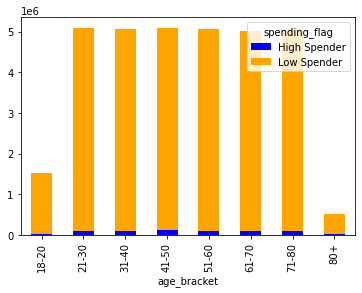 1e6
spending_flag
High Spender
Low Spender
5
4
3
2
1
0
18-20
21-30
31-40
41-50
51-60
61-70
71-80
80+
age_bracket